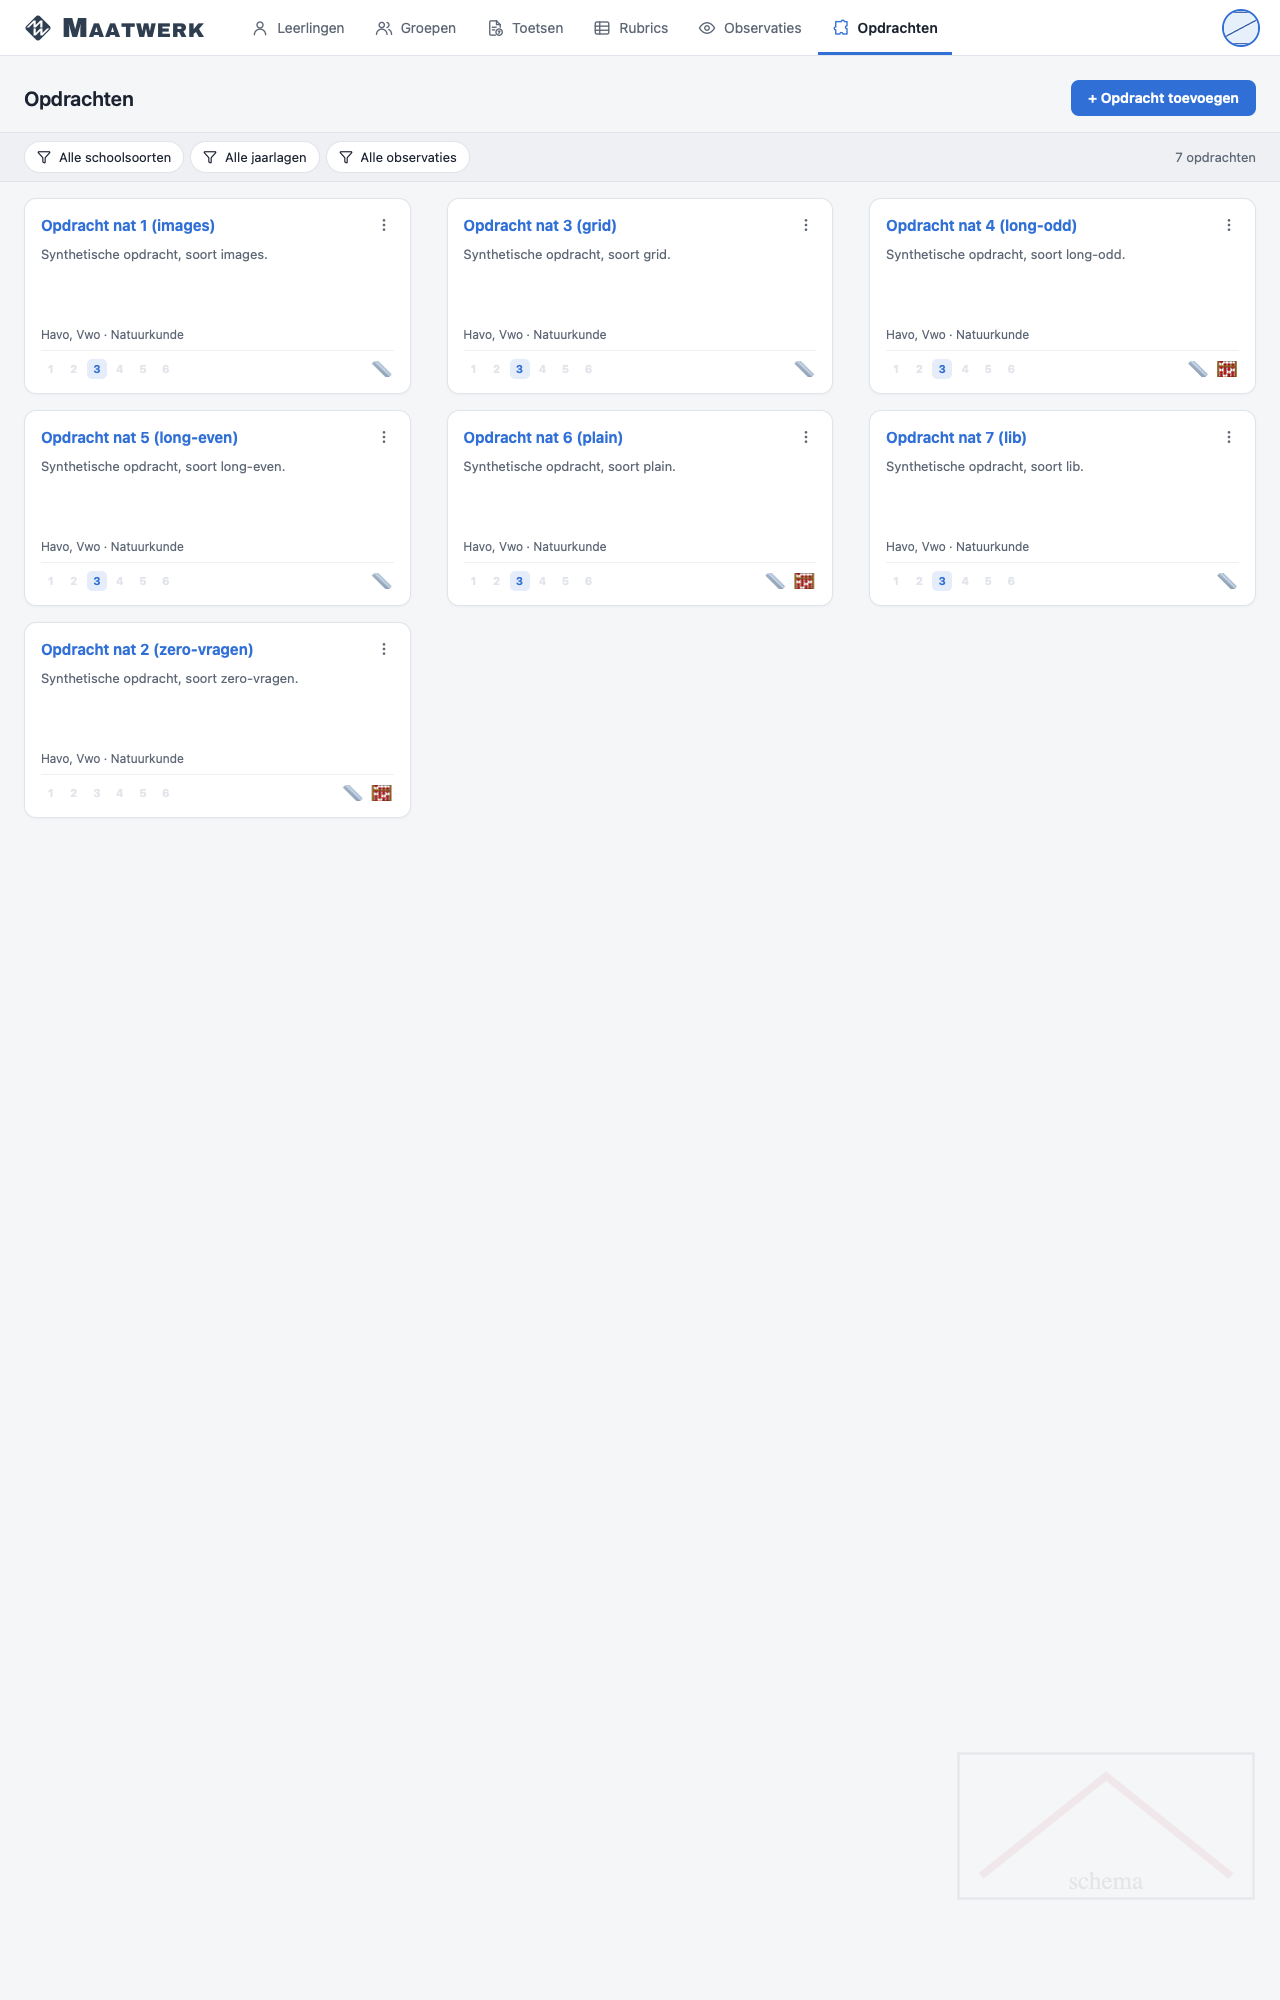 MAATWERK
Leerlingen
Groepen
Toetsen
Rubrics
Observaties
Opdrachten
Opdrachten
+ Opdracht toevoegen
Alle schoolsoorten
Alle jaarlagen
Alle observaties
7 opdrachten
Opdracht nat 1 (images)
Synthetische opdracht, soort images.
Havo, Vwo · Natuurkunde
1 2 3 4 5 6
Opdracht nat 3 (grid)
Synthetische opdracht, soort grid.
Havo, Vwo · Natuurkunde
1 2 3 4 5 6
Opdracht nat 4 (long-odd)
Synthetische opdracht, soort long-odd.
Havo, Vwo · Natuurkunde
1 2 3 4 5 6
Opdracht nat 5 (long-even)
Synthetische opdracht, soort long-even.
Havo, Vwo · Natuurkunde
1 2 3 4 5 6
Opdracht nat 6 (plain)
Synthetische opdracht, soort plain.
Havo, Vwo · Natuurkunde
1 2 3 4 5 6
Opdracht nat 7 (lib)
Synthetische opdracht, soort lib.
Havo, Vwo · Natuurkunde
1 2 3 4 5 6
Opdracht nat 2 (zero-vragen)
Synthetische opdracht, soort zero-vragen.
Havo, Vwo · Natuurkunde
1 2 3 4 5 6
schema